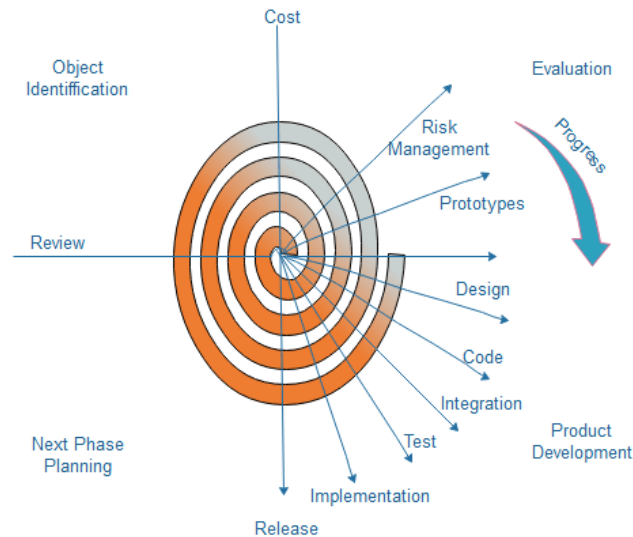 Cost
Object
Identiffication
Evaluation
Risk
Management
Progress
Prototypes
Review
Design
Code
Integration
Test
Product
Development
Next Phase
Planning
Implementation
Release